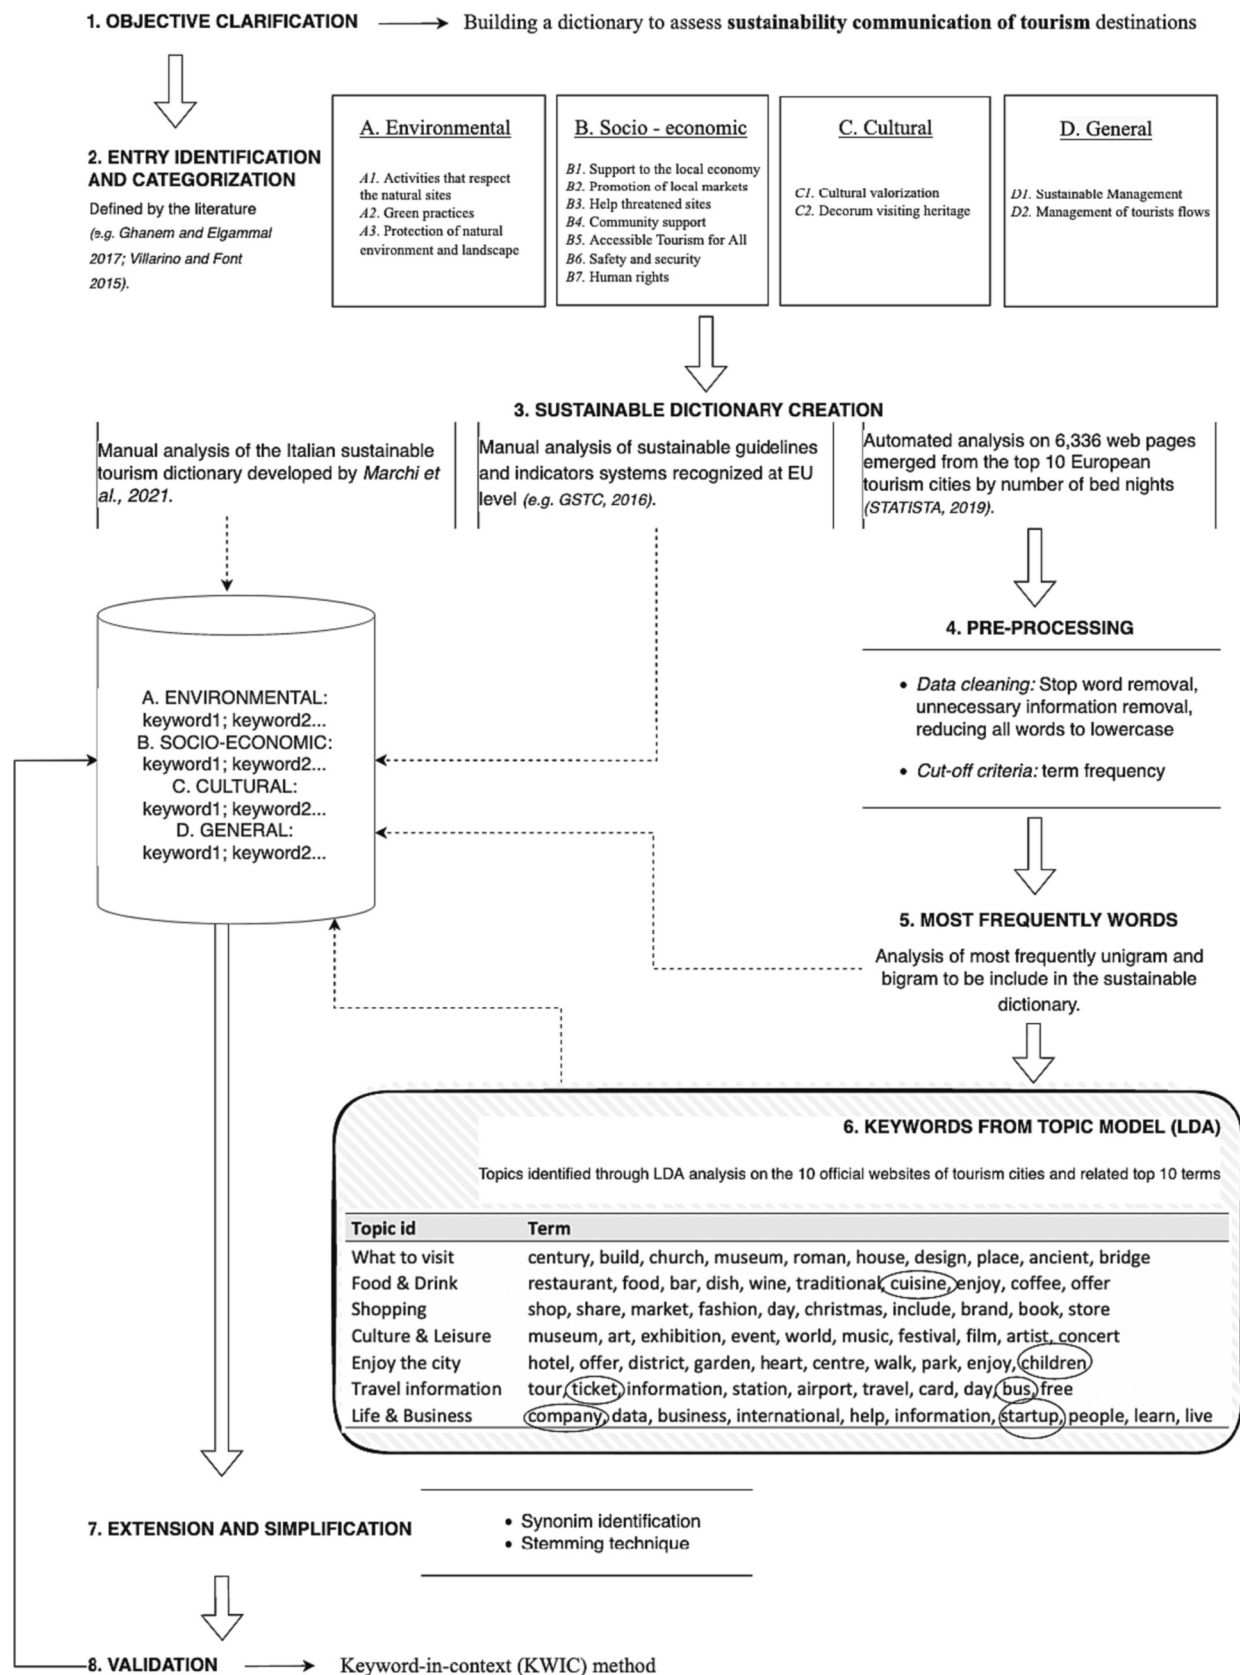 1. OBJECTIVE CLARIFICATION
Building a dictionary to assess sustainability communication of tourism destinations
2. ENTRY IDENTIFICATION
AND CATEGORIZATION
Defined by the literature
(e.g. Ghanem and Elgammal
2017; Villarino and Font
2015).
A. Environmental
A1. Activities that respect
the natural sites
A2. Green practices
A3. Protection of natural
environment and landscape
B. Socio - economic
B1. Support to the local economy
B2. Promotion of local markets
B3. Help threatened sites
B4. Community support
B5. Accessible Tourism for All
B6. Safety and security
B7. Human rights
C. Cultural
C1. Cultural valorization
C2. Decorum visiting heritage
D. General
D1. Sustainable Management
D2. Management of tourists flows
3. SUSTAINABLE DICTIONARY CREATION
Manual analysis of the Italian sustainable
tourism dictionary developed by Marchi et
al., 2021.
Manual analysis of sustainable guidelines
and indicators systems recognized at EU
level (e.g. GSTC, 2016).
Automated analysis on 6,336 web pages
emerged from the top 10 European
tourism cities by number of bed nights
(STATISTA, 2019).
A. ENVIRONMENTAL:
keyword1; keyword2...
B. SOCIO-ECONOMIC:
keyword1; keyword2...
C. CULTURAL:
keyword1; keyword2...
D. GENERAL:
keyword1; keyword2...
4. PRE-PROCESSING
• Data cleaning: Stop word removal,
unnecessary information removal,
reducing all words to lowercase
• Cut-off criteria: term frequency
5. MOST FREQUENTLY WORDS
Analysis of most frequently unigram and
bigram to be include in the sustainable
dictionary.
6. KEYWORDS FROM TOPIC MODEL (LDA)
Topics identified through LDA analysis on the 10 official websites of tourism cities and related top 10 terms
Topic id Term
What to visit century, build, church, museum, roman, house, design, place, ancient, bridge
Food & Drink restaurant, food, bar, dish, wine, traditional, cuisine, enjoy, coffee, offer
Shopping shop, share, market, fashion, day, christmas, include, brand, book, store
Culture & Leisure museum, art, exhibition, event, world, music, festival, film, artist, concert
Enjoy the city hotel, offer, district, garden, heart, centre, walk, park, enjoy, children
Travel information tour, ticket, information, station, airport, travel, card, day, bus, free
Life & Business company, data, business, international, help, information, startup, people, learn, live
7. EXTENSION AND SIMPLIFICATION
• Synonim identification
• Stemming technique
8. VALIDATION
Keyword-in-context (KWIC) method